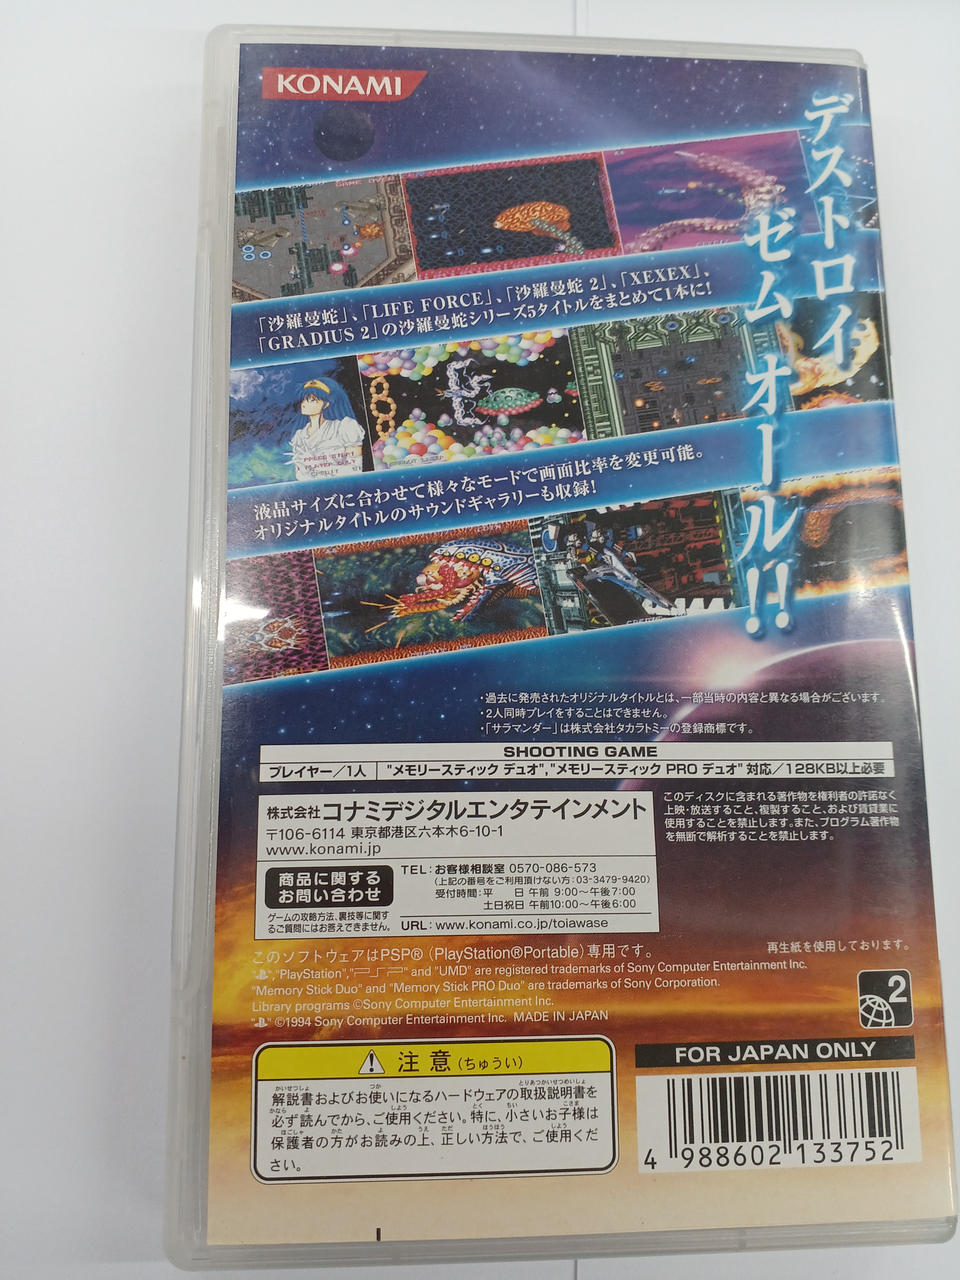 KONAMI
デストロイ
ゼム オール!!
GAME OVER
「沙羅曼蛇」、「LIFE FORCE」、「沙羅曼蛇 2」、「XEXEX」、
「GRADIUS 2」の沙羅曼蛇シリーズ5タイトルをまとめて1本に!
液晶サイズに合わせて様々なモードで画面比率を変更可能。
オリジナルタイトルのサウンドギャラリーも収録!
・過去に発売されたオリジナルタイトルとは、一部当時の内容と異なる場合がございます。
・2人同時プレイをすることはできません。
・「サラマンダー」は株式会社タカラトミーの登録商標です。
SHOOTING GAME
プレイヤー/1人 "メモリースティック デュオ","メモリースティック PRO デュオ" 対応/128KB以上必要
株式会社コナミデジタルエンタテインメント
〒106-6114 東京都港区六本木6-10-1
www.konami.jp
商品に関する
お問い合わせ
ゲームの攻略方法、裏技等に関す
るご質問にはお答えできません。
TEL: お客様相談室 0570-086-573
(上記の番号をご利用頂けない方: 03-3479-9420)
受付時間: 平 日 午前 9:00〜午後7:00
土日祝日 午前10:00〜午後6:00
URL: www.konami.co.jp/toiawase
このディスクに含まれる著作物を権利者の許諾なく
上映・放送すること、複製すること、および賃貸業に
使用することを禁止します。また、プログラム著作物
を無断で解析することを禁止します。
このソフトウェアはPSP®(PlayStation®Portable)専用です。
再生紙を使用しております。
" ","PlayStation","PSP" and "UMD" are registered trademarks of Sony Computer Entertainment Inc.
"Memory Stick Duo" and "Memory Stick PRO Duo" are trademarks of Sony Corporation.
Library programs ©Sony Computer Entertainment Inc.
" " ©1994 Sony Computer Entertainment Inc. MADE IN JAPAN
2
注意(ちゅうい)
解説書およびお使いになるハードウェアの取扱説明書を
必ず読んでから、ご使用ください。特に、小さいお子様は
保護者の方がお読みの上、正しい方法で、ご使用くだ
さい。
FOR JAPAN ONLY
4 988602 133752